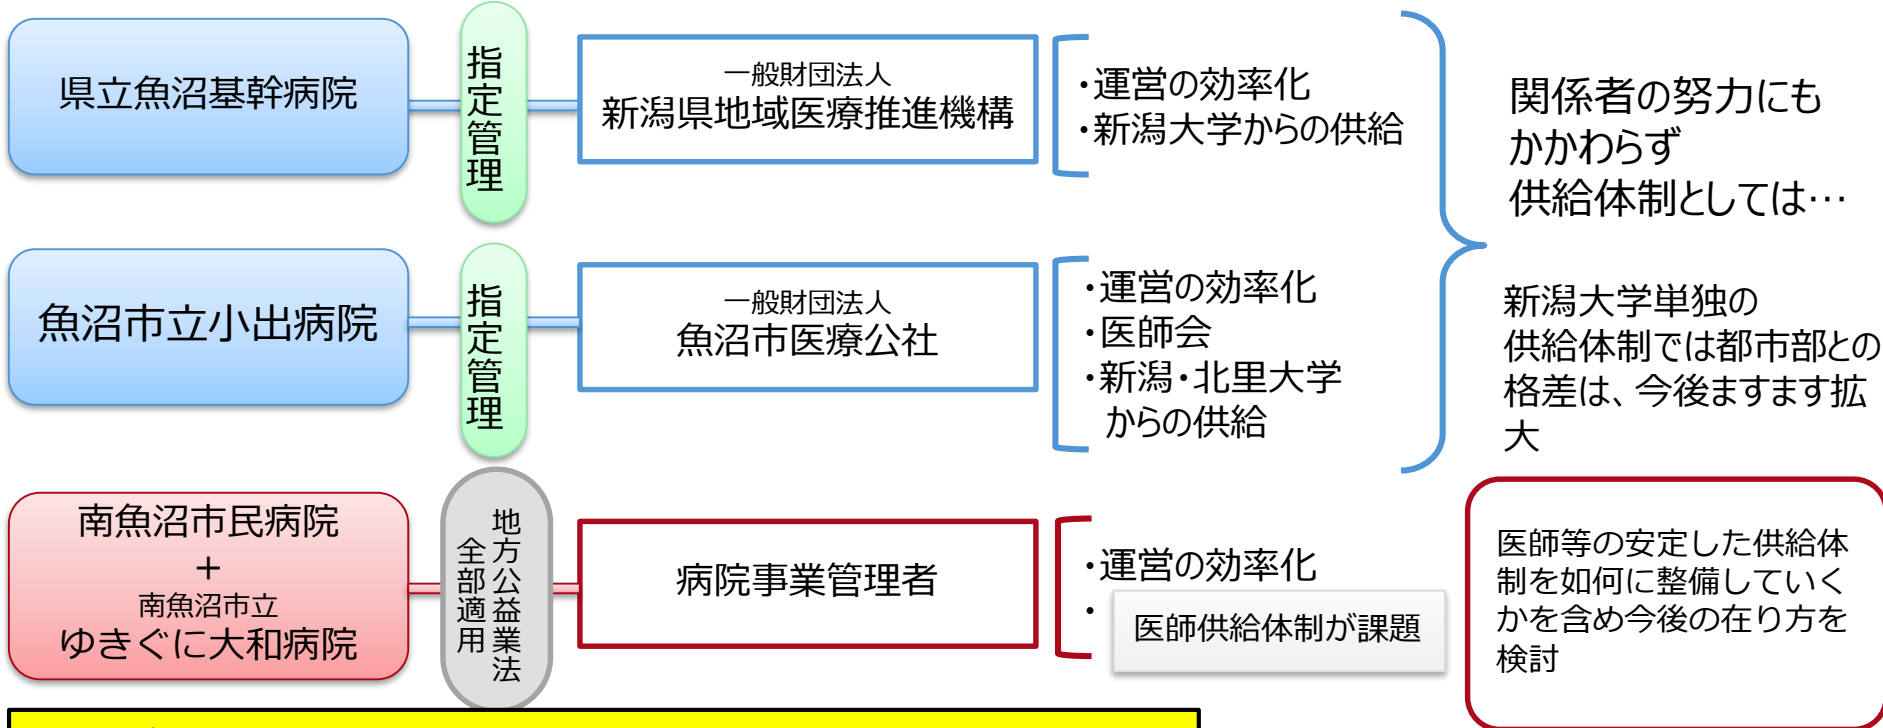 県立魚沼基幹病院
指定管理
一般財団法人
新潟県地域医療推進機構
・運営の効率化
・新潟大学からの供給
関係者の努力にも
かかわらず
供給体制としては…
魚沼市立小出病院
指定管理
一般財団法人
魚沼市医療公社
・運営の効率化
・医師会
・新潟・北里大学
からの供給
新潟大学単独の
供給体制では都市部との
格差は、今後ますます拡
大
南魚沼市民病院
+
南魚沼市立
ゆきぐに大和病院
地方公益業法
全部適用
病院事業管理者
・運営の効率化
・
医師供給体制が課題
医師等の安定した供給体
制を如何に整備していく
かを含め今後の在り方を
検討